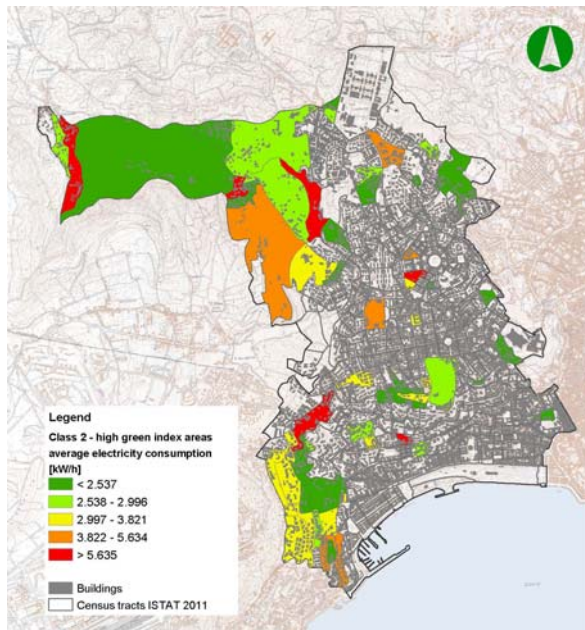 Legend
Class 2 - high green index areas
average electricity consumption
[kW/h]
< 2.537
2.538 - 2.996
2.997 - 3.821
3.822 - 5.634
> 5.635
Buildings
Census tracts ISTAT 2011